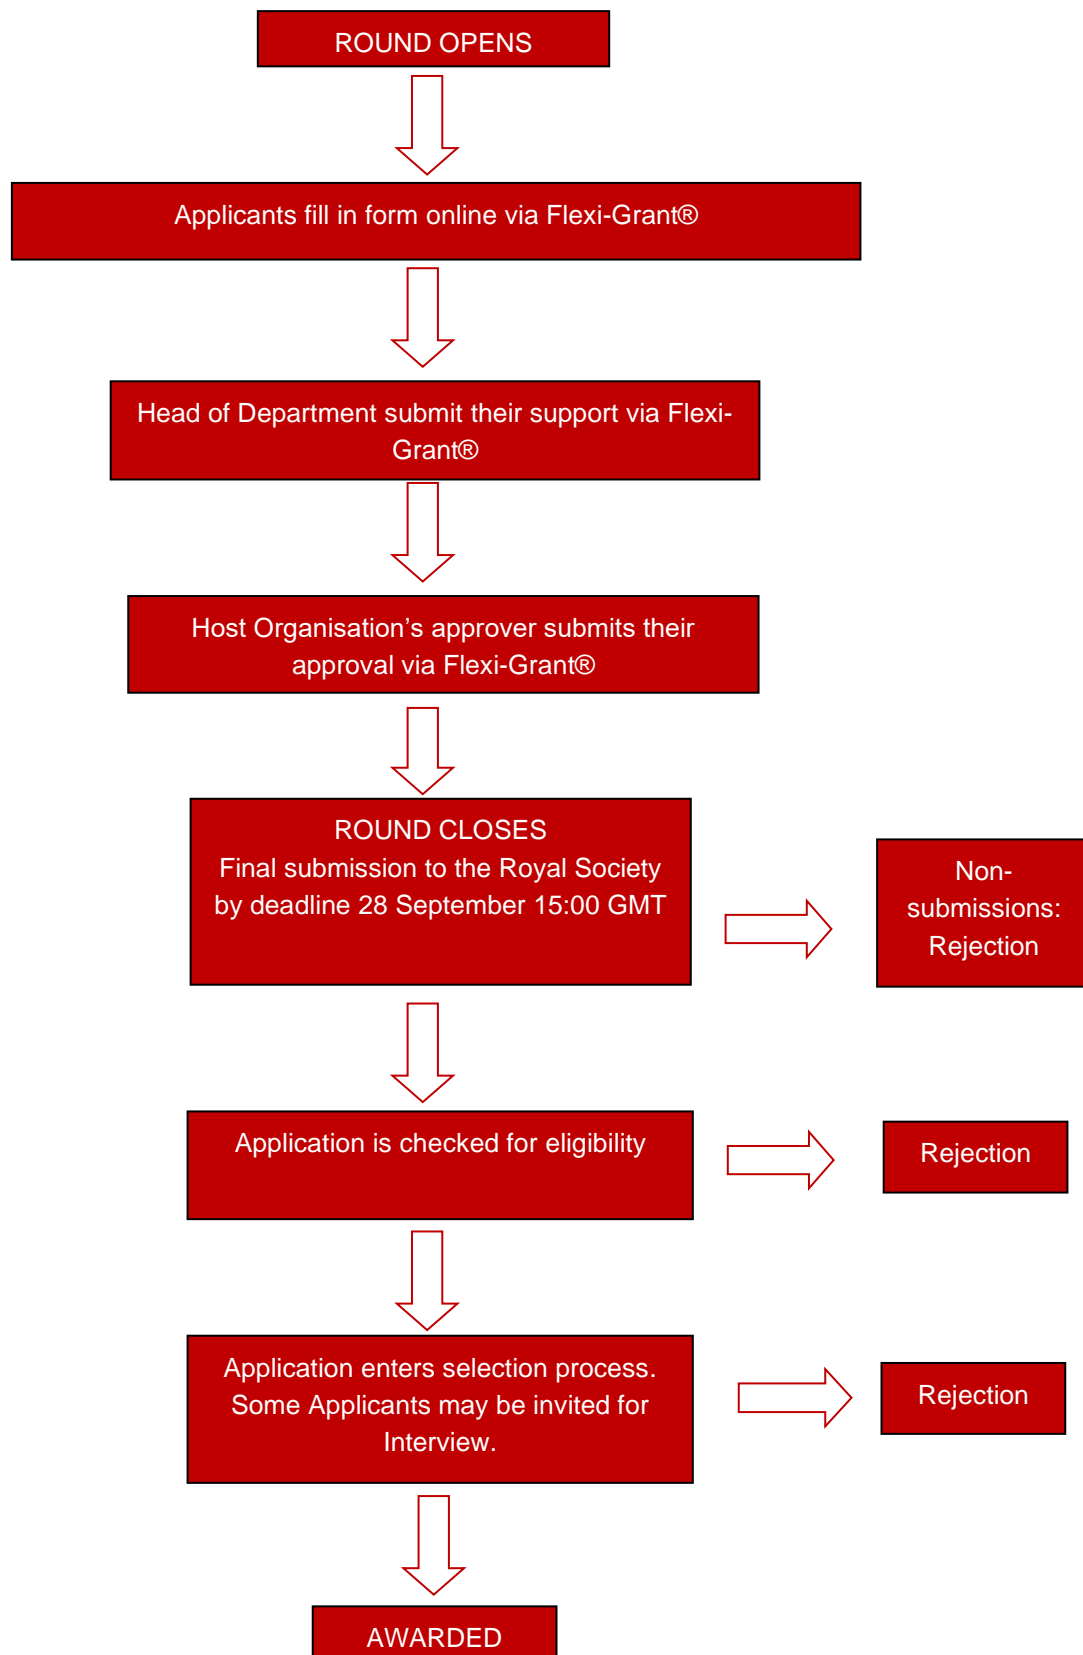 ROUND OPENS
Applicants fill in form online via Flexi-Grant®
Head of Department submit their support via Flexi-
Grant®
Host Organisation’s approver submits their
approval via Flexi-Grant®
ROUND CLOSES
Final submission to the Royal Society
by deadline 28 September 15:00 GMT
Non-
submissions:
Rejection
Application is checked for eligibility
Rejection
Application enters selection process.
Some Applicants may be invited for
Interview.
Rejection
AWARDED